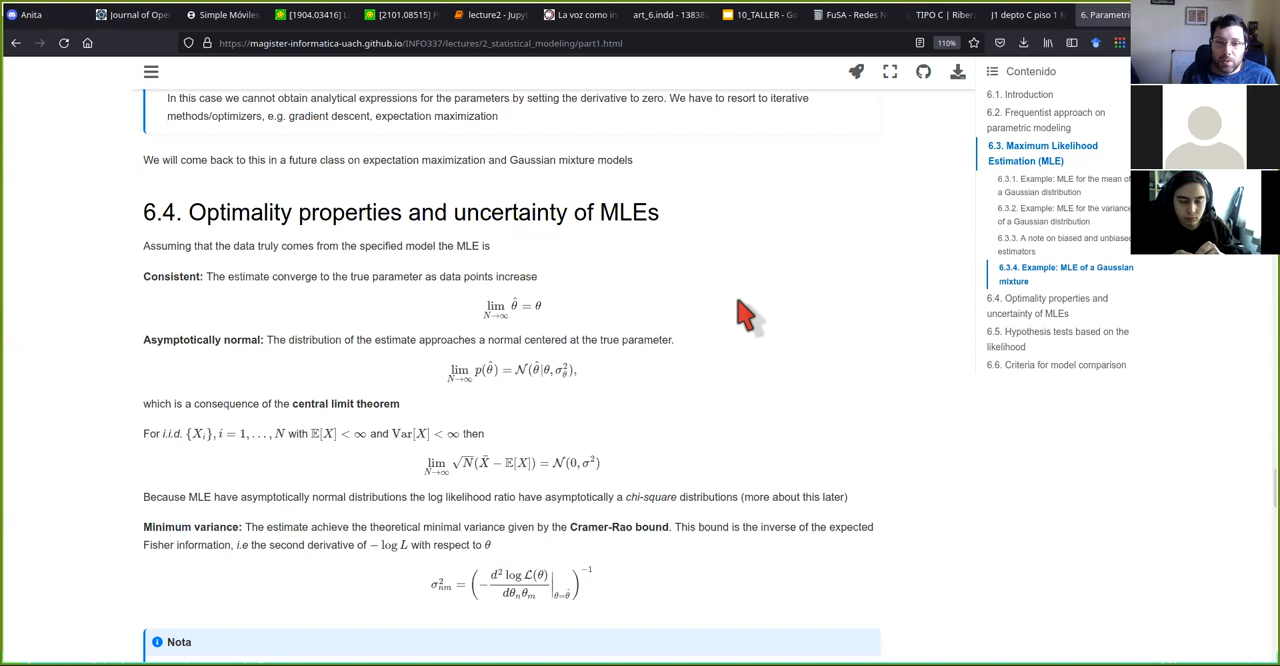 Anita
Journal of Ope
Simple Móviles
[1904.03416] L
[2101.08515] P
lecture2 - Jupyt
La voz como in
art_6.indd - 13838
10_TALLER - Go
FuSA - Redes N
TIPO C | Ribera
J1 depto C piso 1 M
6. Parametri
https://magister-informatica-uach.github.io/INFO337/lectures/2_statistical_modeling/part1.html
110%
In this case we cannot obtain analytical expressions for the parameters by setting the derivative to zero. We have to resort to iterative
methods/optimizers, e.g. gradient descent, expectation maximization
We will come back to this in a future class on expectation maximization and Gaussian mixture models
6.4. Optimality properties and uncertainty of MLEs
Assuming that the data truly comes from the specified model the MLE is
Consistent: The estimate converge to the true parameter as data points increase
lim N→∞ θ̂ = θ
Asymptotically normal: The distribution of the estimate approaches a normal centered at the true parameter.
lim N→∞ p(θ̂) = 𝒩(θ̂|θ, σ²_θ),
which is a consequence of the central limit theorem
For i.i.d. {X_i}, i = 1, . . . , N with 𝔼[X] < ∞ and Var[X] < ∞ then
lim N→∞ √N(X̄ − 𝔼[X]) = 𝒩(0, σ²)
Because MLE have asymptotically normal distributions the log likelihood ratio have asymptotically a chi-square distributions (more about this later)
Minimum variance: The estimate achieve the theoretical minimal variance given by the Cramer-Rao bound. This bound is the inverse of the expected
Fisher information, i.e the second derivative of − log L with respect to θ
σ²_nm = (− d² log ℒ(θ) / dθ_n θ_m |_θ=θ̂)⁻¹
Nota
Contenido
6.1. Introduction
6.2. Frequentist approach on
parametric modeling
6.3. Maximum Likelihood
Estimation (MLE)
6.3.1. Example: MLE for the mean of
a Gaussian distribution
6.3.2. Example: MLE for the variance
of a Gaussian distribution
6.3.3. A note on biased and unbiased
estimators
6.3.4. Example: MLE of a Gaussian
mixture
6.4. Optimality properties and
uncertainty of MLEs
6.5. Hypothesis tests based on the
likelihood
6.6. Criteria for model comparison